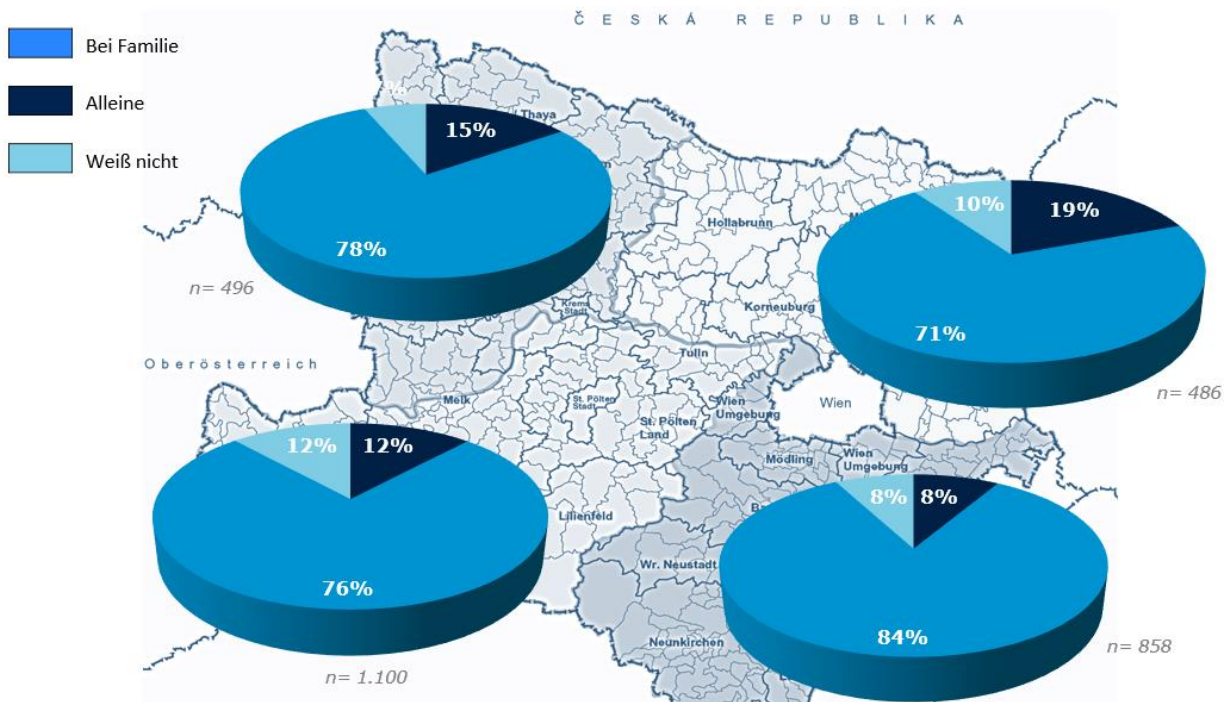 ČESKÁ REPUBLIKA
Bei Familie
Alleine
Weiß nicht
Thaya
15%
78%
n= 496
Hollabrunn
10%
19%
71%
n= 486
Korneuburg
Krems
Stadt
Oberösterreich
Tulln
Melk
St. Pölten
Stadt
St. Pölten
Land
Wien
Umgebung
Wien
Mödling
Wien
Umgebung
12%
12%
76%
n= 1.100
Lilienfeld
Wr. Neustadt
Neunkirchen
8%
8%
84%
n= 858